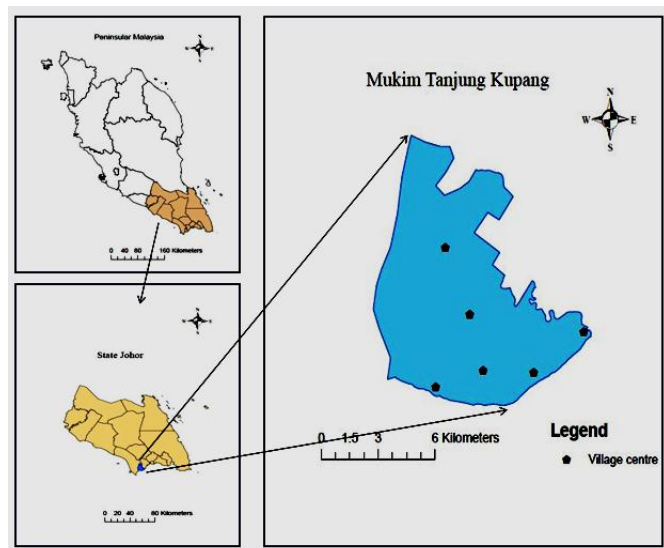 Peninsular Malaysia
N
W E
S
0 40 80 160 Kilometers
State Johor
N
W E
S
0 20 40 80 Kilometers
Mukim Tanjung Kupang
N
W E
S
0 1.5 3 6 Kilometers
Legend
Village centre